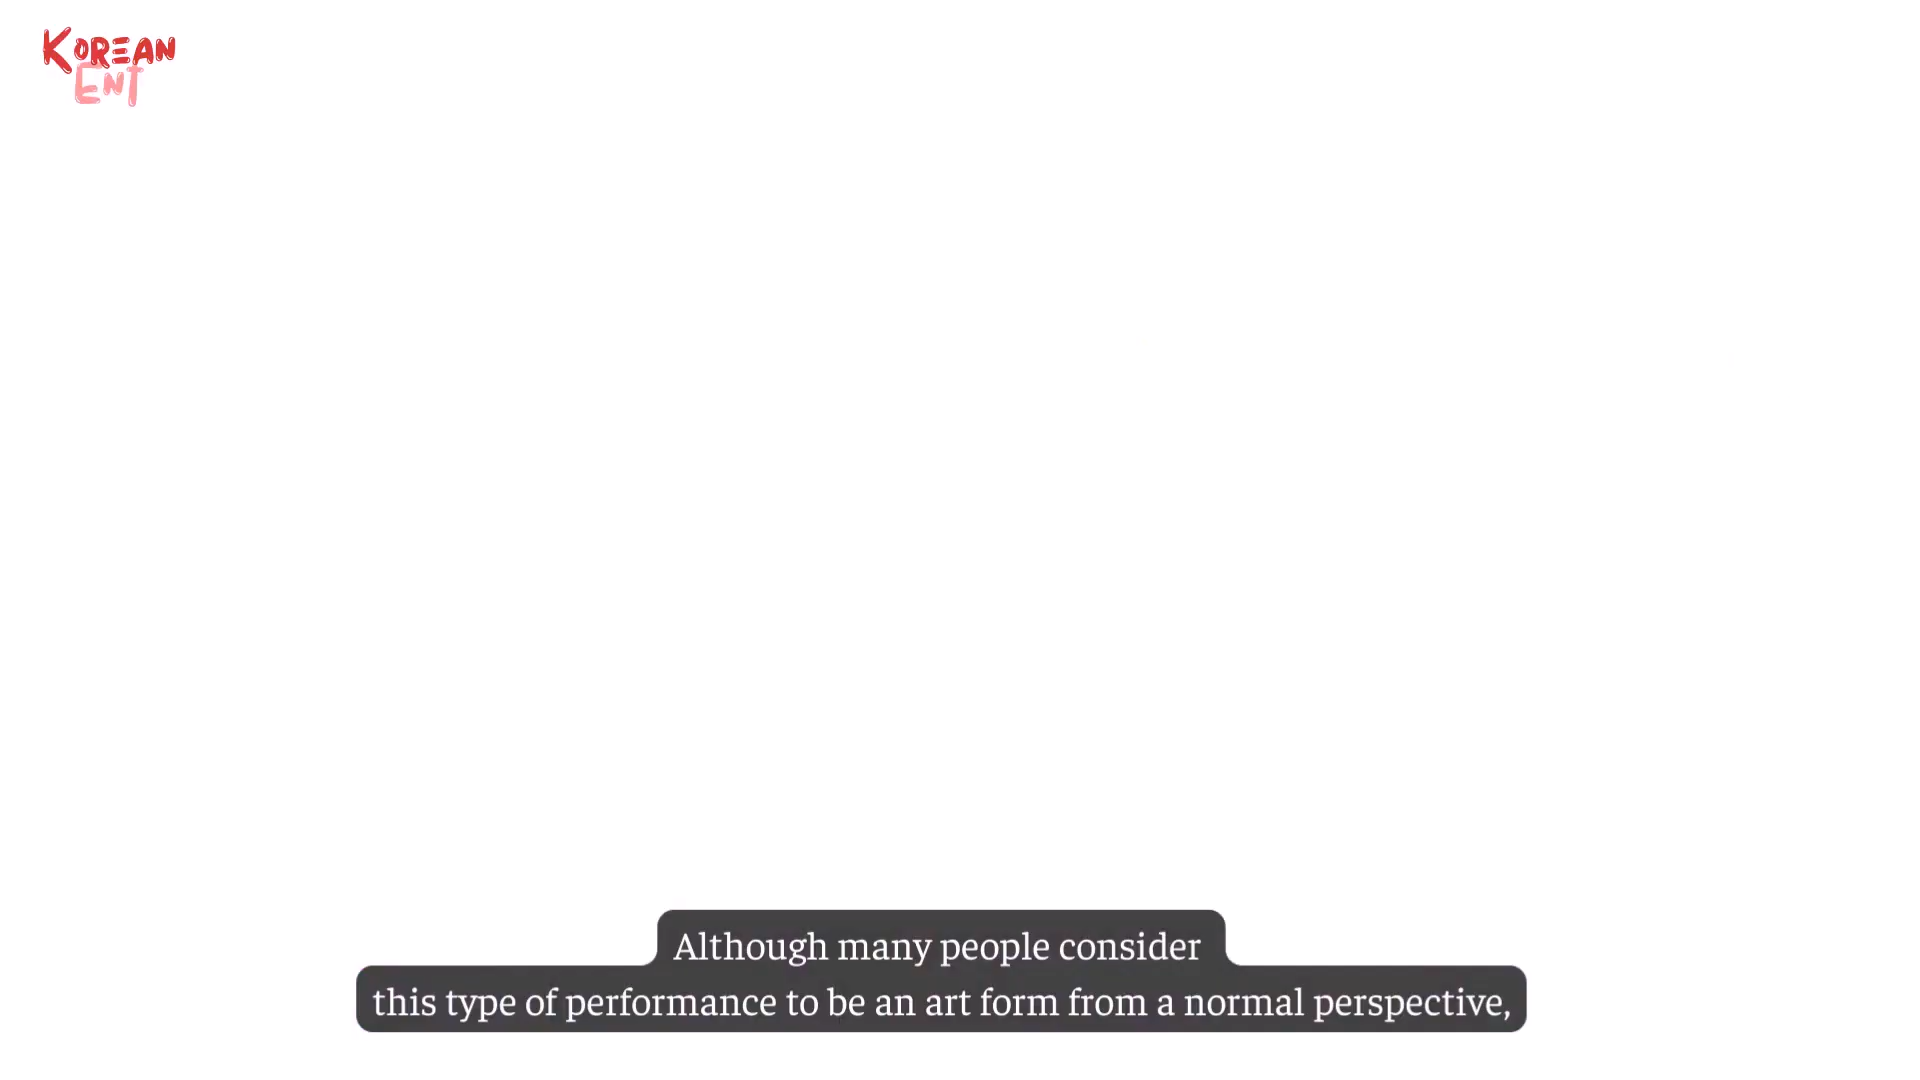 KOREAN
ENT
Although many people consider
this type of performance to be an art form from a normal perspective,